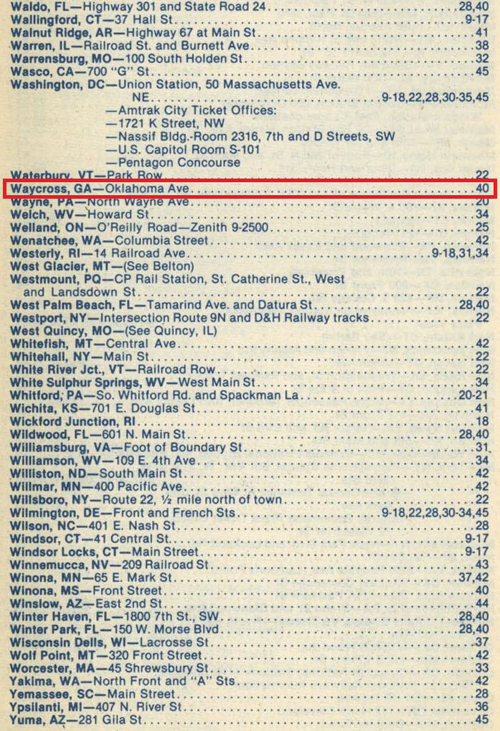 Waldo, FL—Highway 301 and State Road 24. 28,40
Wallingford, CT—37 Hall St. 9-17
Walnut Ridge, AR—Highway 67 at Main St. 41
Warren, IL—Railroad St. and Burnett Ave. 38
Warrensburg, MO—100 South Holden St. 32
Wasco, CA—700 "G" St. 45
Washington, DC—Union Station, 50 Massachusetts Ave.
NE. 9-18,22,28,30-35,45
—Amtrak City Ticket Offices:
—1721 K Street, NW
—Nassif Bldg.-Room 2316, 7th and D Streets, SW
—U.S. Capitol Room S-101
—Pentagon Concourse
Waterbury, VT—Park Row 22
Waycross, GA—Oklahoma Ave. 40
Wayne, PA—North Wayne Ave. 20
Welch, WV—Howard St. 34
Welland, ON—O'Reilly Road—Zenith 9-2500 25
Wenatchee, WA—Columbia Street 42
Westerly, RI—14 Railroad Ave. 9-18,31,34
West Glacier, MT—(See Belton)
Westmount, PQ—CP Rail Station, St. Catherine St., West
and Landsdown St. 22
West Palm Beach, FL—Tamarind Ave. and Datura St. 28,40
Westport, NY—Intersection Route 9N and D&H Railway tracks 22
West Quincy, MO—(See Quincy, IL)
Whitefish, MT—Central Ave. 42
Whitehall, NY—Main St. 22
White River Jct., VT—Railroad Row 22
White Sulphur Springs, WV—West Main St. 34
Whitford, PA—So. Whitford Rd. and Spackman La. 20-21
Wichita, KS—701 E. Douglas St. 41
Wickford Junction, RI 18
Wildwood, FL—601 N. Main St. 28,40
Williamsburg, VA—Foot of Boundary St. 31
Williamson, WV—109 E. 4th Ave. 34
Williston, ND—South Main St. 42
Willmar, MN—400 Pacific Ave. 42
Willsboro, NY—Route 22, ½ mile north of town 22
Wilmington, DE—Front and French Sts. 9-18,22,28,30-34,45
Wilson, NC—401 E. Nash St. 28
Windsor, CT—41 Central St. 9-17
Windsor Locks, CT—Main Street 9-17
Winnemucca, NV—209 Railroad St. 43
Winona, MN—65 E. Mark St. 37,42
Winona, MS—Front Street 40
Winslow, AZ—East 2nd St. 44
Winter Haven, FL—1800 7th St., SW 28,40
Winter Park, FL—150 W. Morse Blvd. 28,40
Wisconsin Dells, WI—Lacrosse St. 37
Wolf Point, MT—320 Front Street 42
Worcester, MA—45 Shrewsbury St. 33
Yakima, WA—North Front and "A" Sts. 42
Yemassee, SC—Main Street 28
Ypsilanti, MI—407 N. River St. 36
Yuma, AZ—281 Gila St. 45